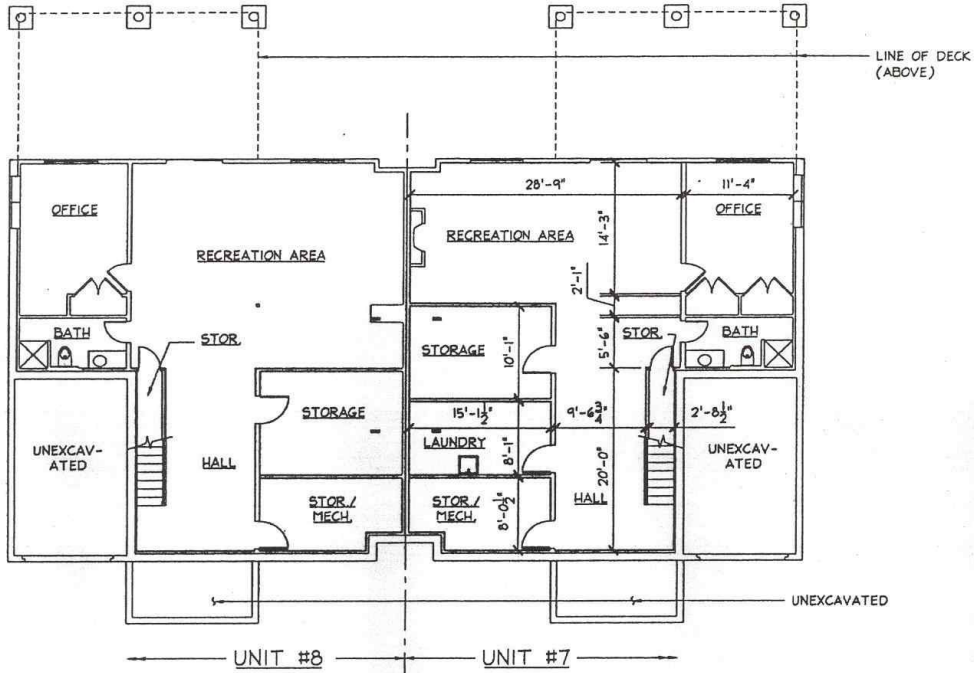 LINE OF DECK
(ABOVE)
28'-9"
11'-4"
OFFICE
OFFICE
RECREATION AREA
RECREATION AREA
14'-3"
2'-1"
BATH
STOR.
STORAGE
10'-1"
5'-6"
STOR.
BATH
STORAGE
15'-1½"
9'-6¾"
2'-8½"
LAUNDRY
8'-1"
UNEXCAV-
ATED
HALL
20'-0"
UNEXCAV-
ATED
STOR./
MECH.
STOR./
MECH.
8'-0½"
HALL
UNEXCAVATED
UNIT #8
UNIT #7